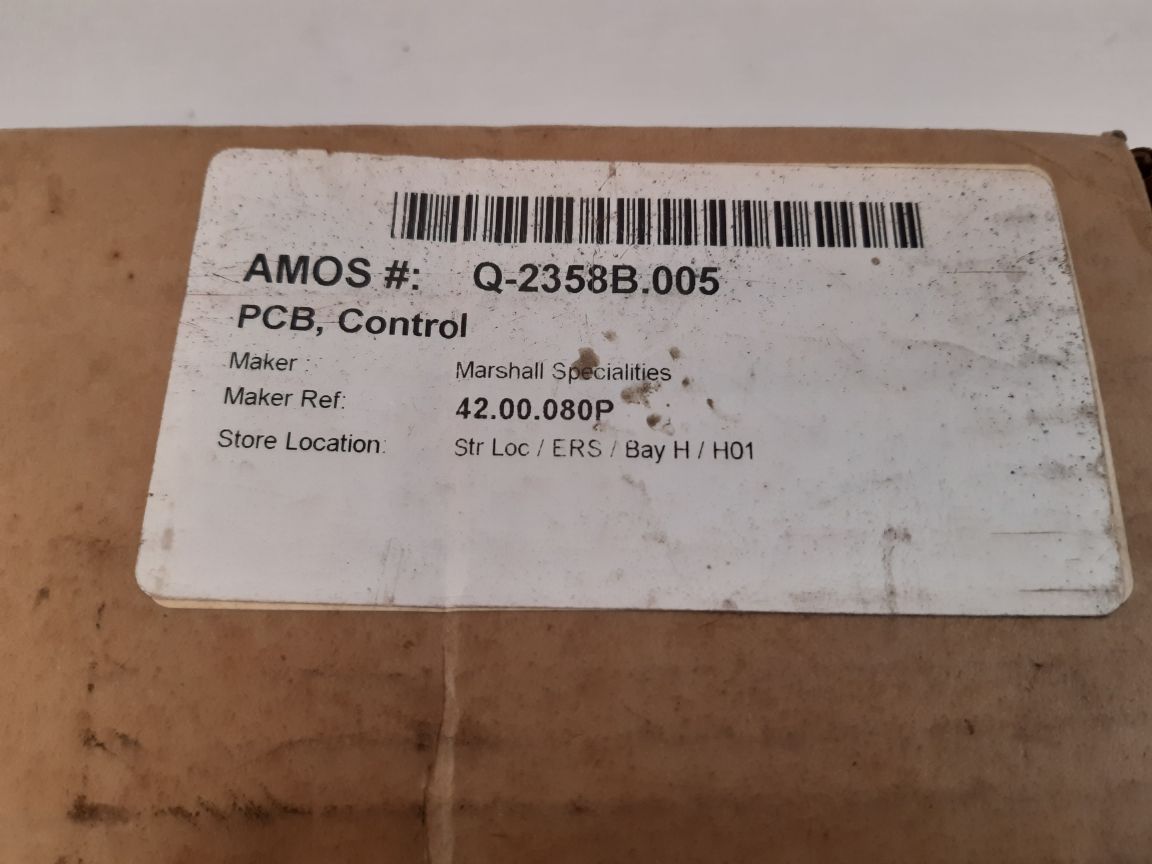 AMOS #: Q-2358B.005
PCB, Control
Maker : Marshall Specialities
Maker Ref: 42.00.080P
Store Location: Str Loc / ERS / Bay H / H01